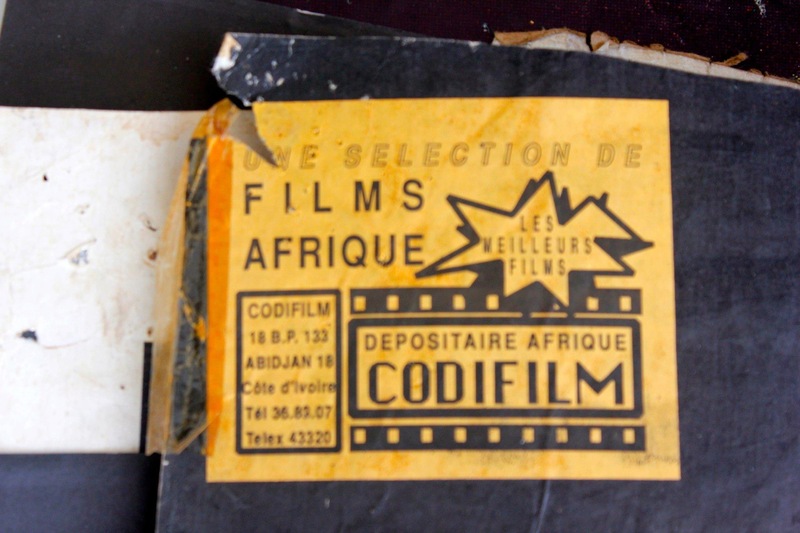 UNE SELECTION DE
FILMS
AFRIQUE
LES
MEILLEURS
FILMS
CODIFILM
18 B.P. 133
ABIDJAN 18
Côte d'Ivoire
Tél 36.82.07
Telex 43320
DEPOSITAIRE AFRIQUE
CODIFILM